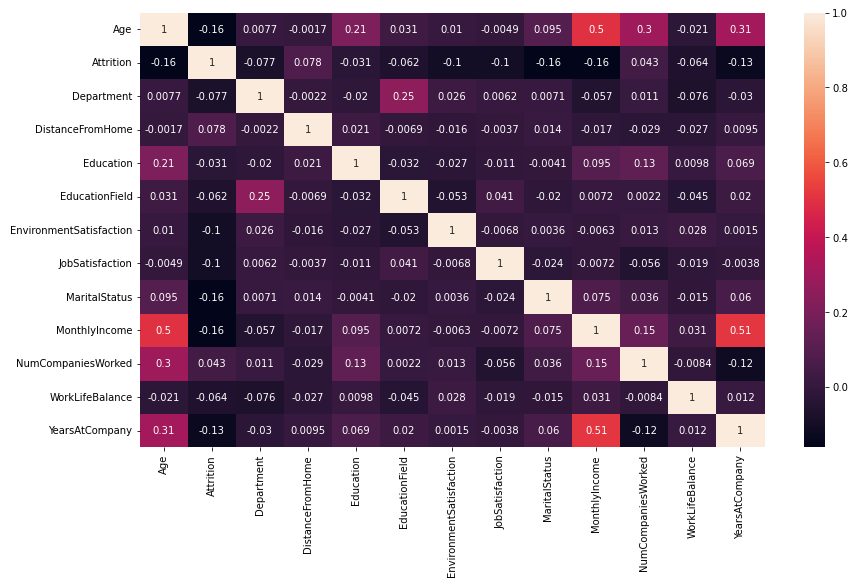 Age 1 -0.16 0.0077 -0.0017 0.21 0.031 0.01 -0.0049 0.095 0.5 0.3 -0.021 0.31
Attrition -0.16 1 -0.077 0.078 -0.031 -0.062 -0.1 -0.1 -0.16 -0.16 0.043 -0.064 -0.13
Department 0.0077 -0.077 1 -0.0022 -0.02 0.25 0.026 0.0062 0.0071 -0.057 0.011 -0.076 -0.03
DistanceFromHome -0.0017 0.078 -0.0022 1 0.021 -0.0069 -0.016 -0.0037 0.014 -0.017 -0.029 -0.027 0.0095
Education 0.21 -0.031 -0.02 0.021 1 -0.032 -0.027 -0.011 -0.0041 0.095 0.13 0.0098 0.069
EducationField 0.031 -0.062 0.25 -0.0069 -0.032 1 -0.053 0.041 -0.02 0.0072 0.0022 -0.045 0.02
EnvironmentSatisfaction 0.01 -0.1 0.026 -0.016 -0.027 -0.053 1 -0.0068 0.0036 -0.0063 0.013 0.028 0.0015
JobSatisfaction -0.0049 -0.1 0.0062 -0.0037 -0.011 0.041 -0.0068 1 -0.024 -0.0072 -0.056 -0.019 -0.0038
MaritalStatus 0.095 -0.16 0.0071 0.014 -0.0041 -0.02 0.0036 -0.024 1 0.075 0.036 -0.015 0.06
MonthlyIncome 0.5 -0.16 -0.057 -0.017 0.095 0.0072 -0.0063 -0.0072 0.075 1 0.15 0.031 0.51
NumCompaniesWorked 0.3 0.043 0.011 -0.029 0.13 0.0022 0.013 -0.056 0.036 0.15 1 -0.0084 -0.12
WorkLifeBalance -0.021 -0.064 -0.076 -0.027 0.0098 -0.045 0.028 -0.019 -0.015 0.031 -0.0084 1 0.012
YearsAtCompany 0.31 -0.13 -0.03 0.0095 0.069 0.02 0.0015 -0.0038 0.06 0.51 -0.12 0.012 1
Age
Attrition
Department
DistanceFromHome
Education
EducationField
EnvironmentSatisfaction
JobSatisfaction
MaritalStatus
MonthlyIncome
NumCompaniesWorked
WorkLifeBalance
YearsAtCompany
1.0
0.8
0.6
0.4
0.2
0.0